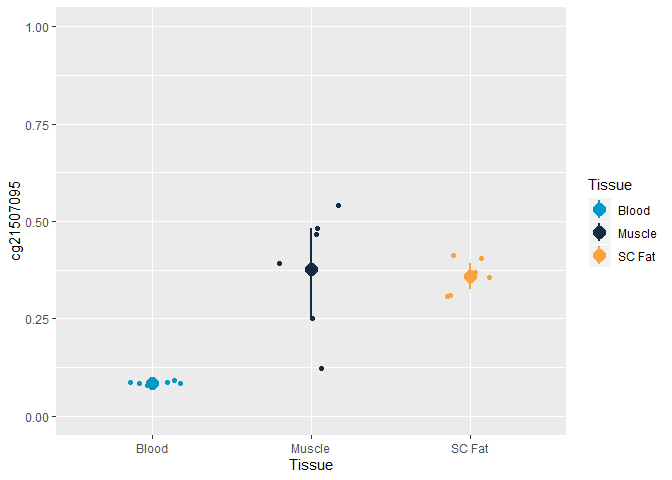 1.00
0.75
0.50
0.25
0.00
cg21507095
Blood
Muscle
SC Fat
Tissue
Tissue
Blood
Muscle
SC Fat